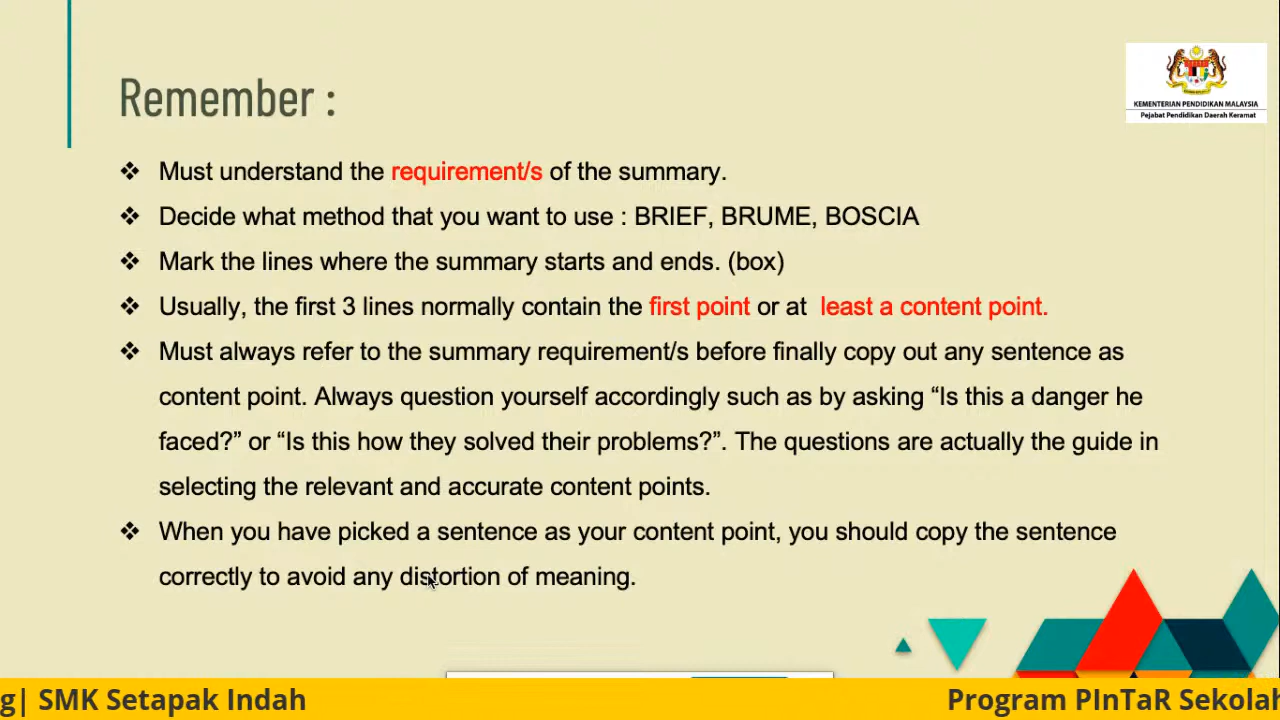 Remember :
KEMENTERIAN PENDIDIKAN MALAYSIA
Pejabat Pendidikan Daerah Keramat
❖ Must understand the requirement/s of the summary.
❖ Decide what method that you want to use : BRIEF, BRUME, BOSCIA
❖ Mark the lines where the summary starts and ends. (box)
❖ Usually, the first 3 lines normally contain the first point or at least a content point.
❖ Must always refer to the summary requirement/s before finally copy out any sentence as
content point. Always question yourself accordingly such as by asking “Is this a danger he
faced?” or “Is this how they solved their problems?”. The questions are actually the guide in
selecting the relevant and accurate content points.
❖ When you have picked a sentence as your content point, you should copy the sentence
correctly to avoid any distortion of meaning.
g| SMK Setapak Indah
Program PInTaR Sekolah